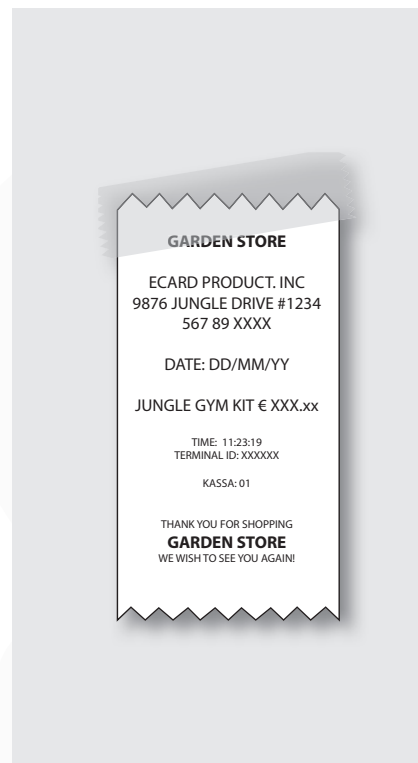 GARDEN STORE
ECARD PRODUCT. INC
9876 JUNGLE DRIVE #1234
567 89 XXXX
DATE: DD/MM/YY
JUNGLE GYM KIT € XXX.xx
TIME: 11:23:19
TERMINAL ID: XXXXXX
KASSA: 01
THANK YOU FOR SHOPPING
GARDEN STORE
WE WISH TO SEE YOU AGAIN!